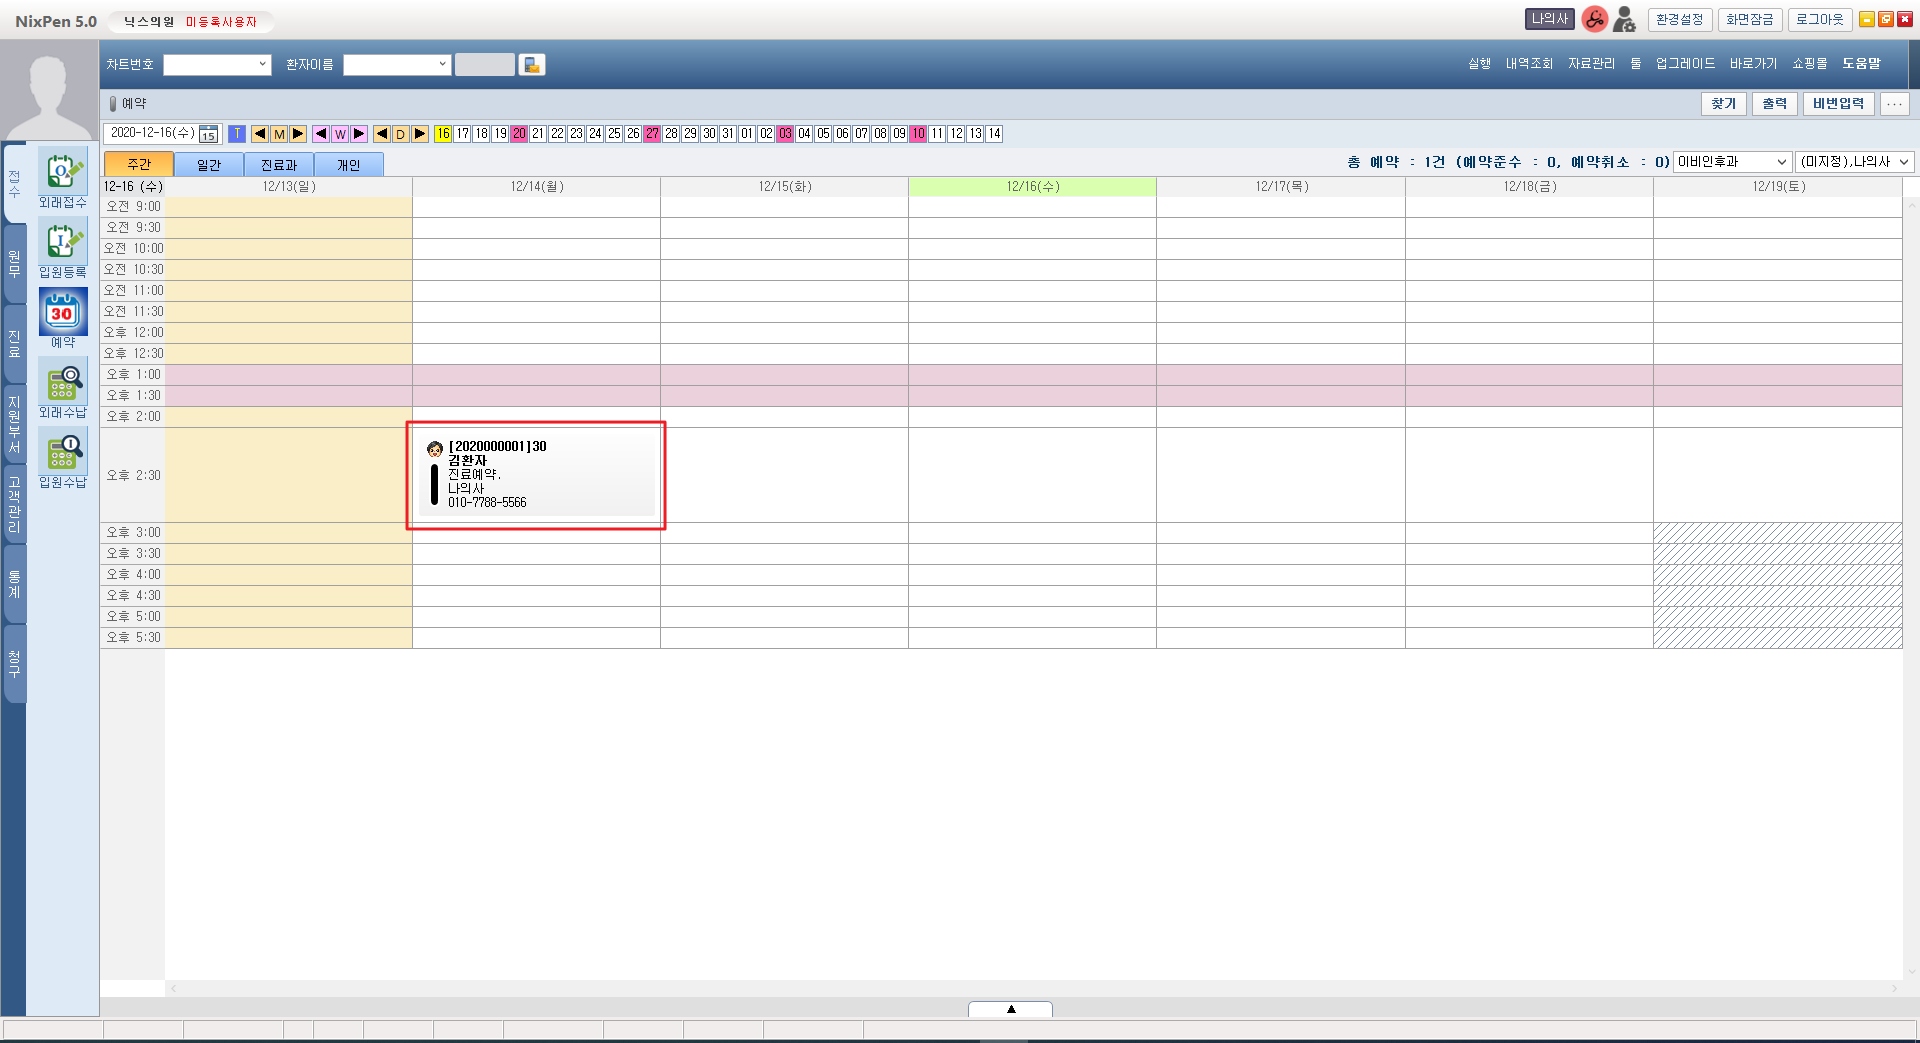 NixPen 5.0 닉스의원 미등록사용자 나의사 환경설정 화면잠금 로그아웃
차트번호 환자이름 실행 내역조회 자료관리 툴 업그레이드 바로가기 쇼핑몰 도움말
예약 찾기 출력 비번입력 ...
2020-12-16(수) 15 T ◀ M ▶ ◀ W ▶ ◀ D ▶ 16 17 18 19 20 21 22 23 24 25 26 27 28 29 30 31 01 02 03 04 05 06 07 08 09 10 11 12 13 14
주간 일간 진료과 개인 총 예약 : 1건 (예약준수 : 0, 예약취소 : 0) 이비인후과 (미지정),나의사
12-16 (수) 12/13(일) 12/14(월) 12/15(화) 12/16(수) 12/17(목) 12/18(금) 12/19(토)
오전 9:00
오전 9:30
오전 10:00
오전 10:30
오전 11:00
오전 11:30
오후 12:00
오후 12:30
오후 1:00
오후 1:30
오후 2:00
오후 2:30
[2020000001]30
김환자
진료예약.
나의사
010-7788-5566
오후 3:00
오후 3:30
오후 4:00
오후 4:30
오후 5:00
오후 5:30
접수
원무
진료
지원부서
고객관리
통계
청구
O
외래접수
I
입원등록
30
예약
외래수납
I
입원수납
▲